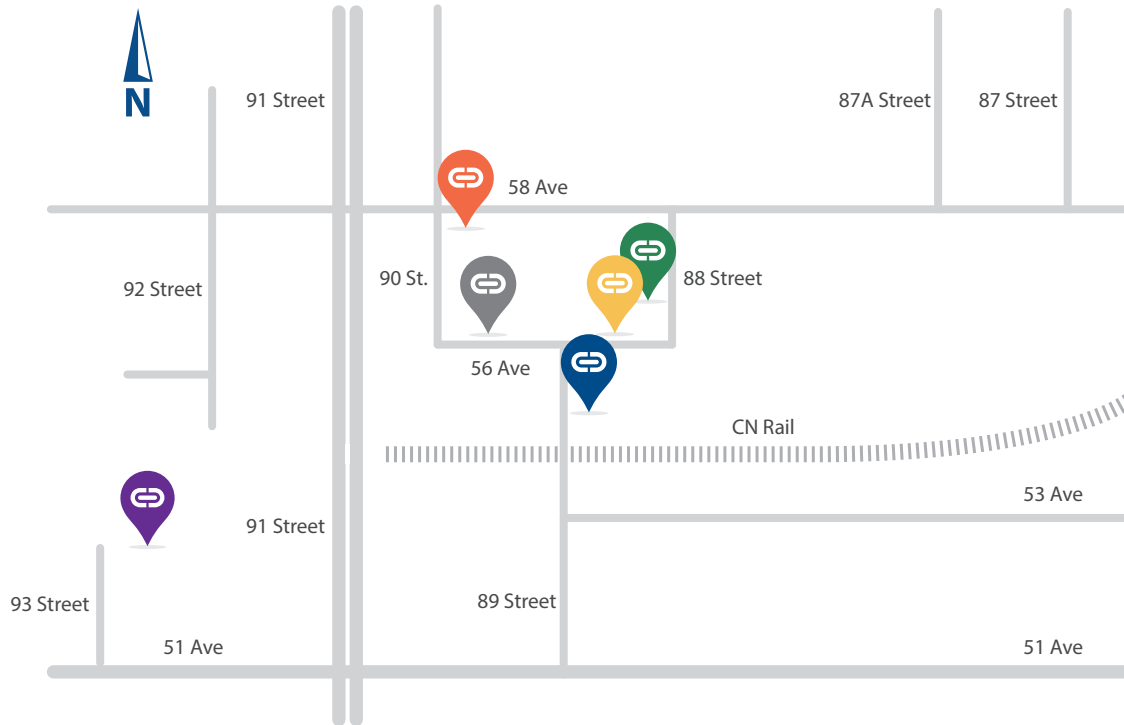 N
91 Street
87A Street
87 Street
58 Ave
90 St.
88 Street
92 Street
56 Ave
CN Rail
53 Ave
91 Street
93 Street
89 Street
51 Ave
51 Ave